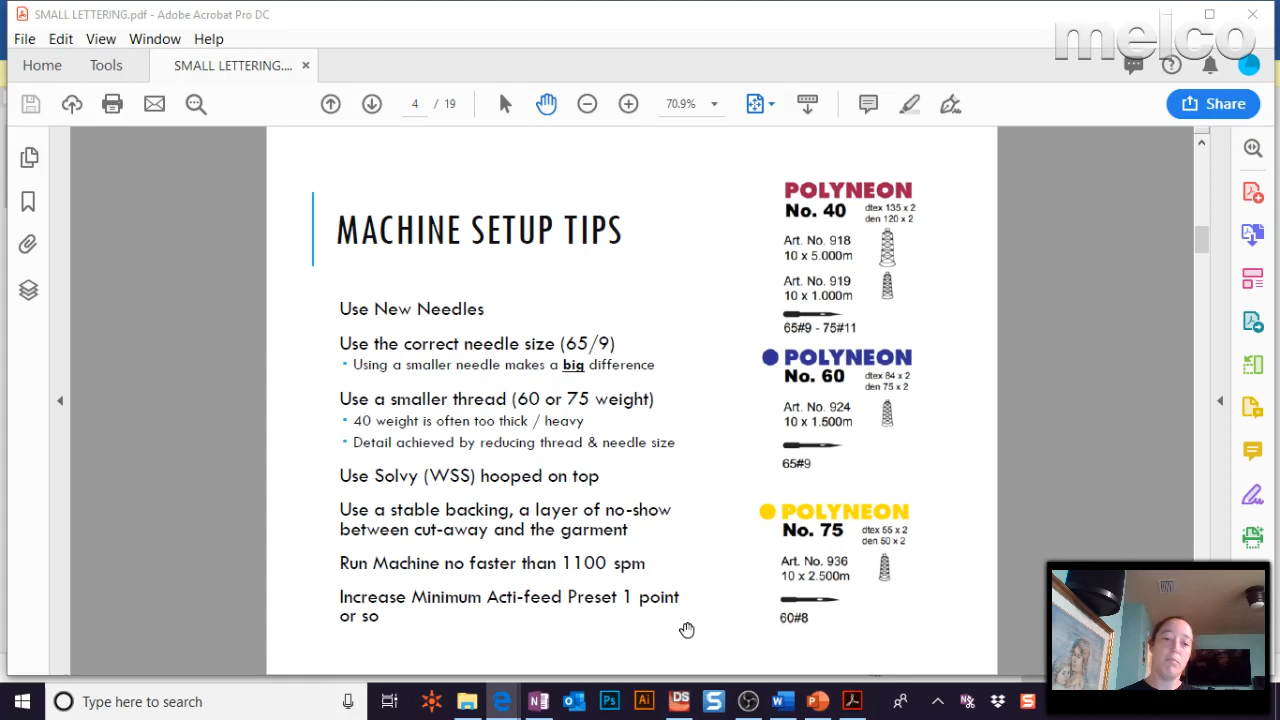 SMALL LETTERING.pdf - Adobe Acrobat Pro DC
melco
File Edit View Window Help
Home Tools SMALL LETTERING.... ×
4 / 19 70.9% Share
MACHINE SETUP TIPS
Use New Needles
Use the correct needle size (65/9)
• Using a smaller needle makes a big difference
Use a smaller thread (60 or 75 weight)
• 40 weight is often too thick / heavy
• Detail achieved by reducing thread & needle size
Use Solvy (WSS) hooped on top
Use a stable backing, a layer of no-show
between cut-away and the garment
Run Machine no faster than 1100 spm
Increase Minimum Acti-feed Preset 1 point
or so
POLYNEON
No. 40 dtex 135 x 2
den 120 x 2
Art. No. 918
10 x 5.000m
Art. No. 919
10 x 1.000m
65#9 - 75#11
POLYNEON
No. 60 dtex 84 x 2
den 75 x 2
Art. No. 924
10 x 1.500m
65#9
POLYNEON
No. 75 dtex 55 x 2
den 50 x 2
Art. No. 936
10 x 2.500m
60#8
Type here to search